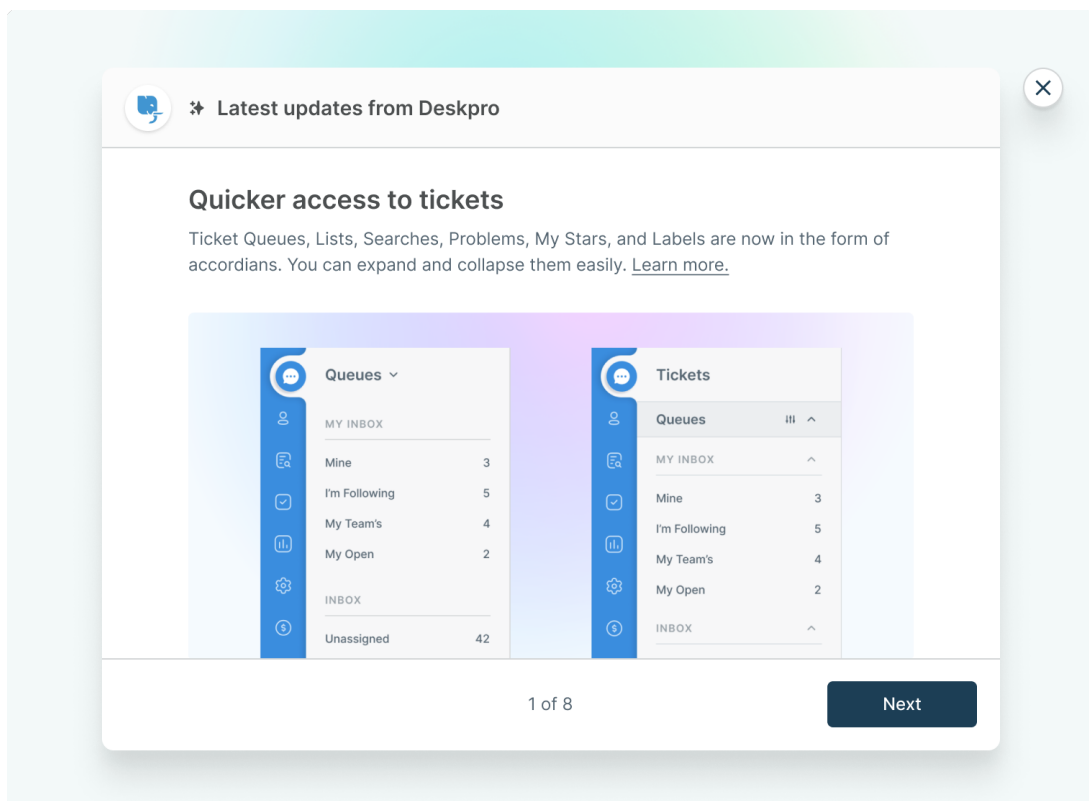 Latest updates from Deskpro
Quicker access to tickets
Ticket Queues, Lists, Searches, Problems, My Stars, and Labels are now in the form of
accordians. You can expand and collapse them easily. Learn more.
Queues
MY INBOX
Mine 3
I'm Following 5
My Team's 4
My Open 2
INBOX
Unassigned 42
Tickets
Queues
MY INBOX
Mine 3
I'm Following 5
My Team's 4
My Open 2
INBOX
1 of 8
Next